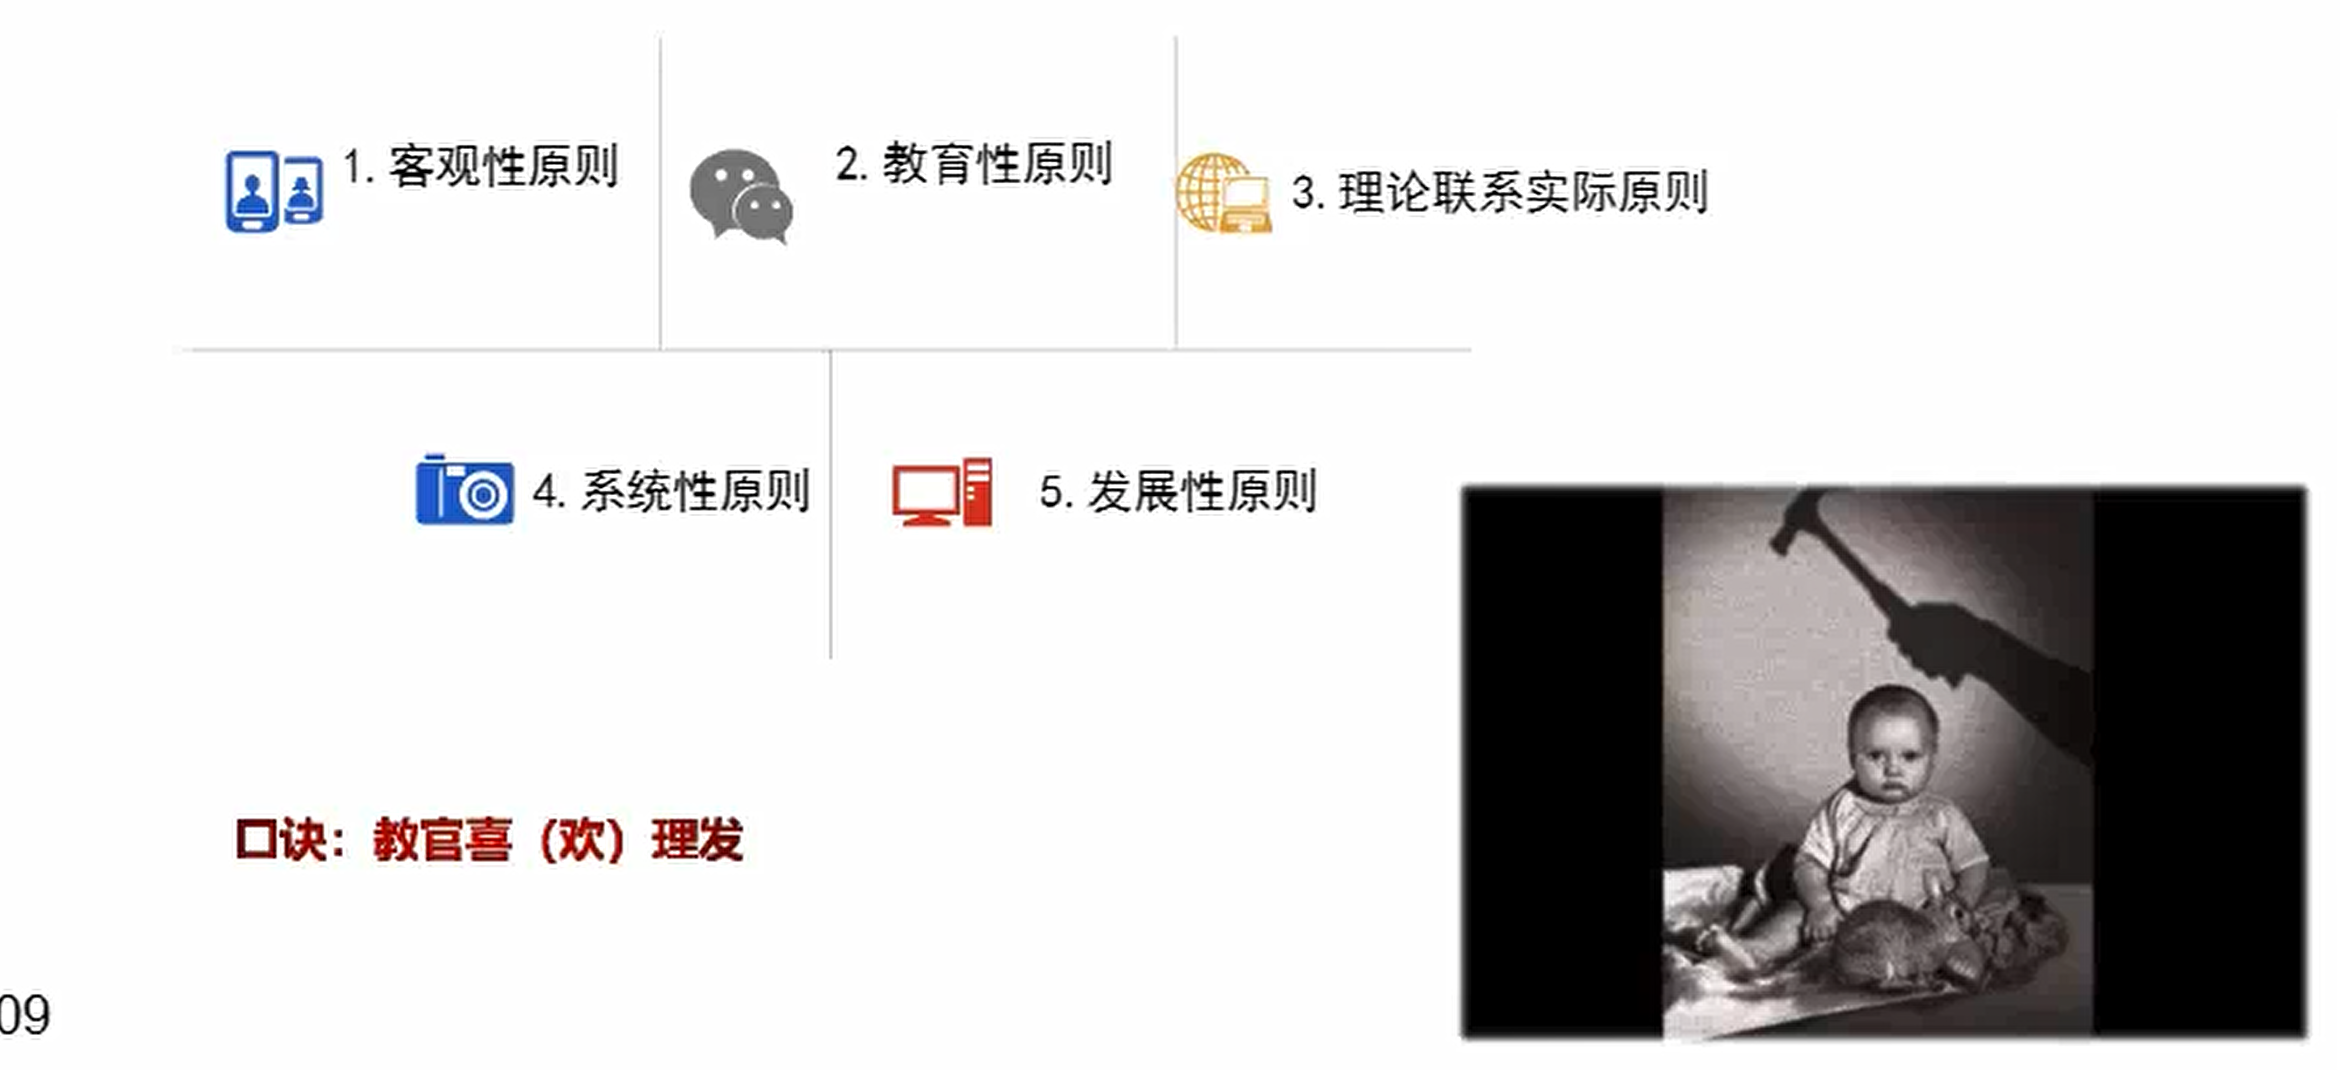 1. 客观性原则
2. 教育性原则
3. 理论联系实际原则
4. 系统性原则
5. 发展性原则
口诀：教官喜（欢）理发
09